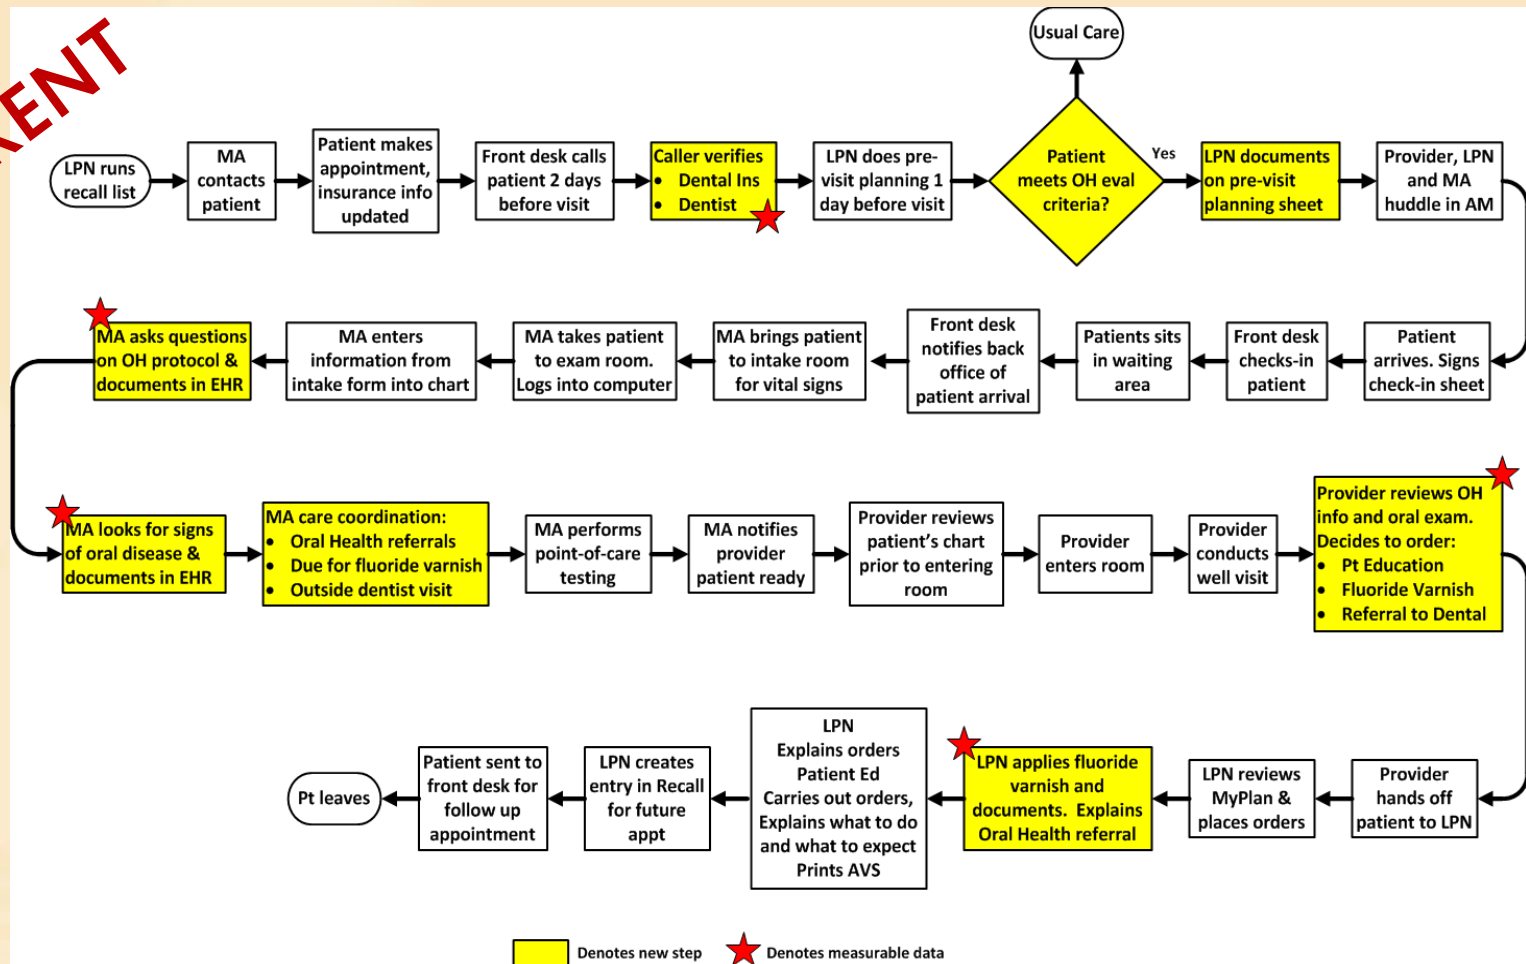 Usual Care
LPN runs
recall list
MA
contacts
patient
Patient makes
appointment,
insurance info
updated
Front desk calls
patient 2 days
before visit
Caller verifies
• Dental Ins
• Dentist
LPN does pre-
visit planning 1
day before visit
Patient
meets OH eval
criteria?
Yes
LPN documents
on pre-visit
planning sheet
Provider, LPN
and MA
huddle in AM
Patient
arrives. Signs
check-in sheet
Front desk
checks-in
patient
Patients sits
in waiting
area
Front desk
notifies back
office of
patient arrival
MA brings patient
to intake room
for vital signs
MA takes patient
to exam room.
Logs into computer
MA enters
information from
intake form into chart
MA asks questions
on OH protocol &
documents in EHR
MA looks for signs
of oral disease &
documents in EHR
MA care coordination:
• Oral Health referrals
• Due for fluoride varnish
• Outside dentist visit
MA performs
point-of-care
testing
MA notifies
provider
patient ready
Provider reviews
patient's chart
prior to entering
room
Provider
enters room
Provider
conducts
well visit
Provider reviews OH
info and oral exam.
Decides to order:
• Pt Education
• Fluoride Varnish
• Referral to Dental
Provider
hands off
patient to LPN
LPN reviews
MyPlan &
places orders
LPN applies fluoride
varnish and
documents. Explains
Oral Health referral
LPN
Explains orders
Patient Ed
Carries out orders,
Explains what to do
and what to expect
Prints AVS
LPN creates
entry in Recall
for future
appt
Patient sent to
front desk for
follow up
appointment
Pt leaves
Denotes new step
Denotes measurable data